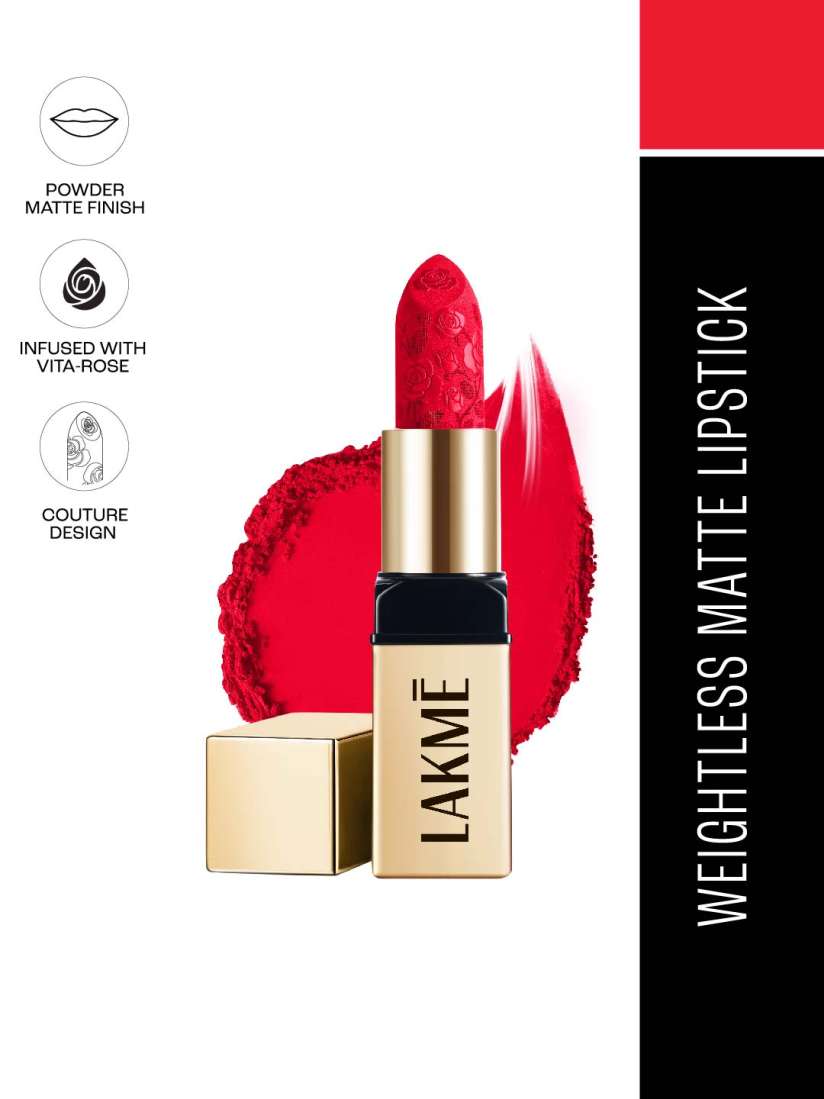 POWDER
MATTE FINISH
INFUSED WITH
VITA-ROSE
COUTURE
DESIGN
LAKMĒ
WEIGHTLESS MATTE LIPSTICK